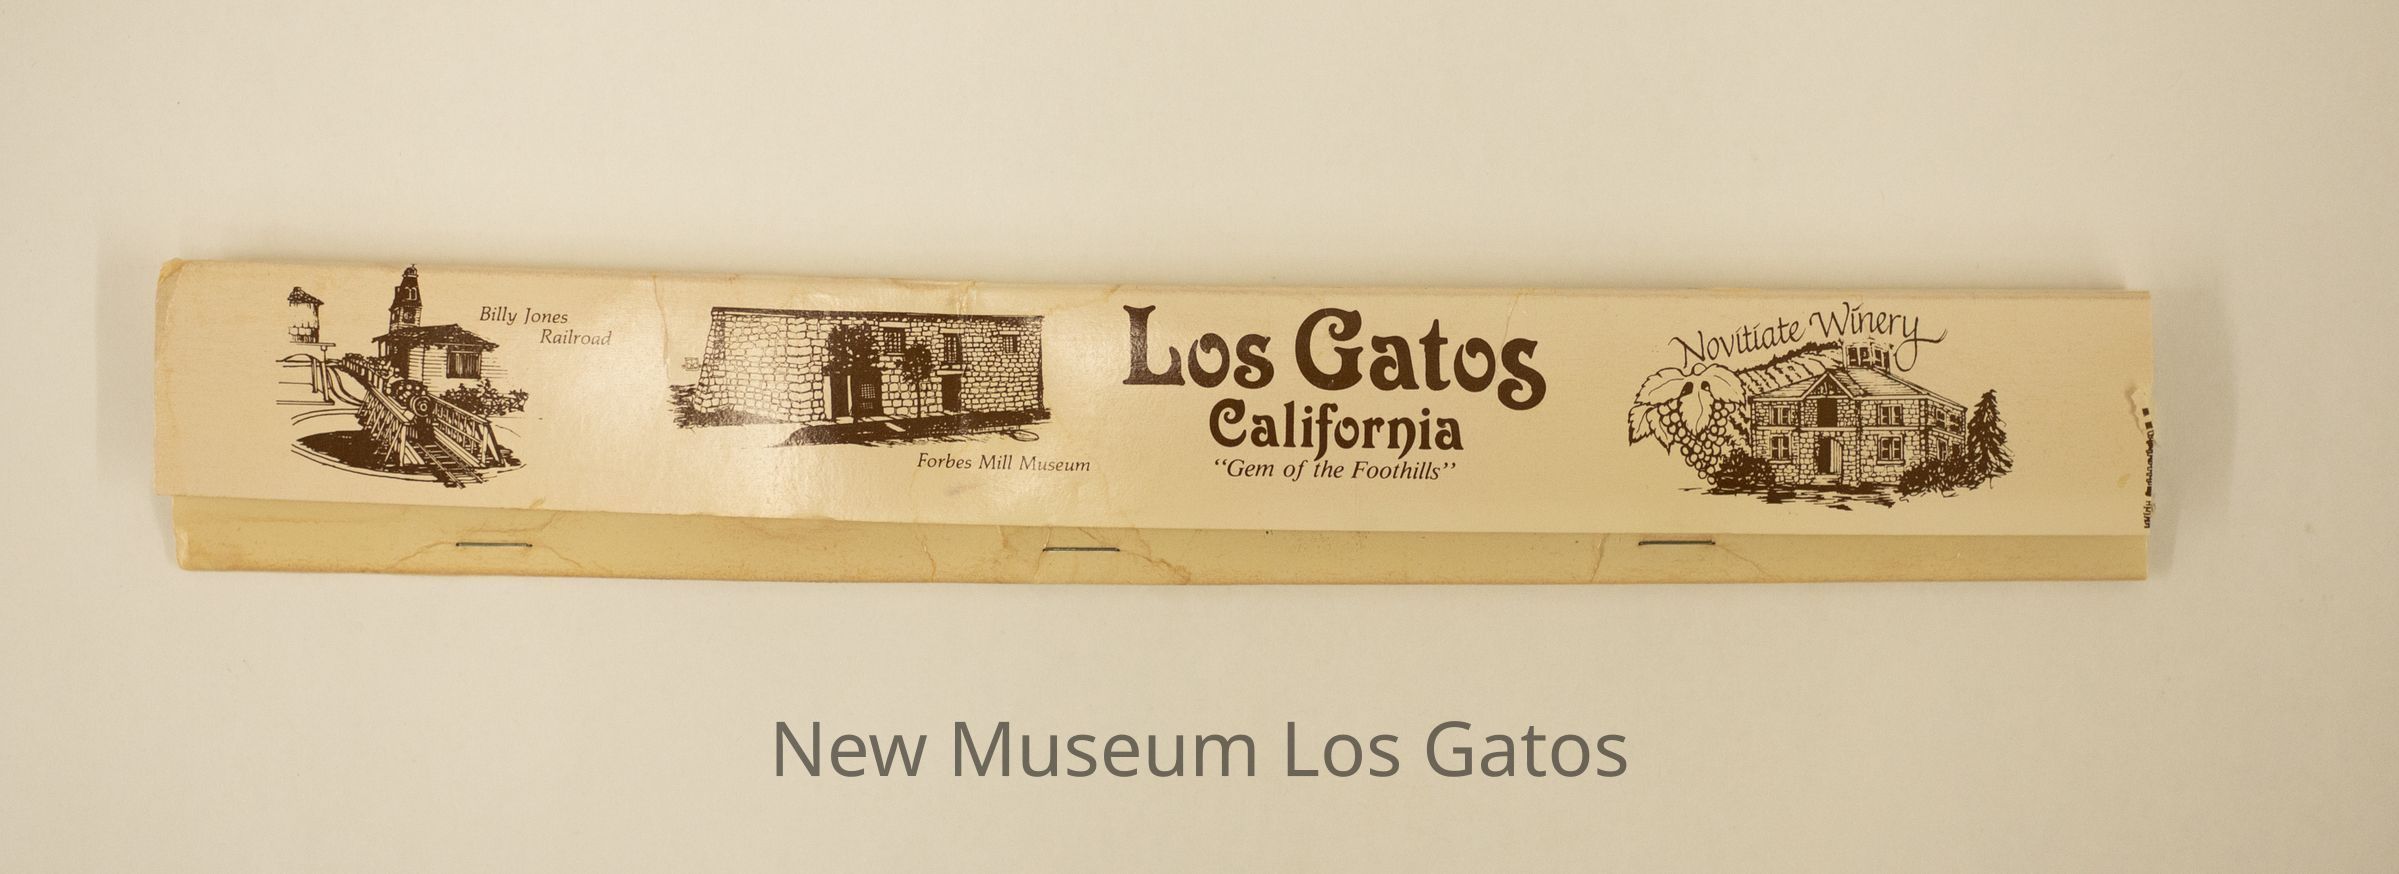 Billy Jones
Railroad
Forbes Mill Museum
Los Gatos
California
“Gem of the Foothills”
Novitiate Winery
New Museum Los Gatos